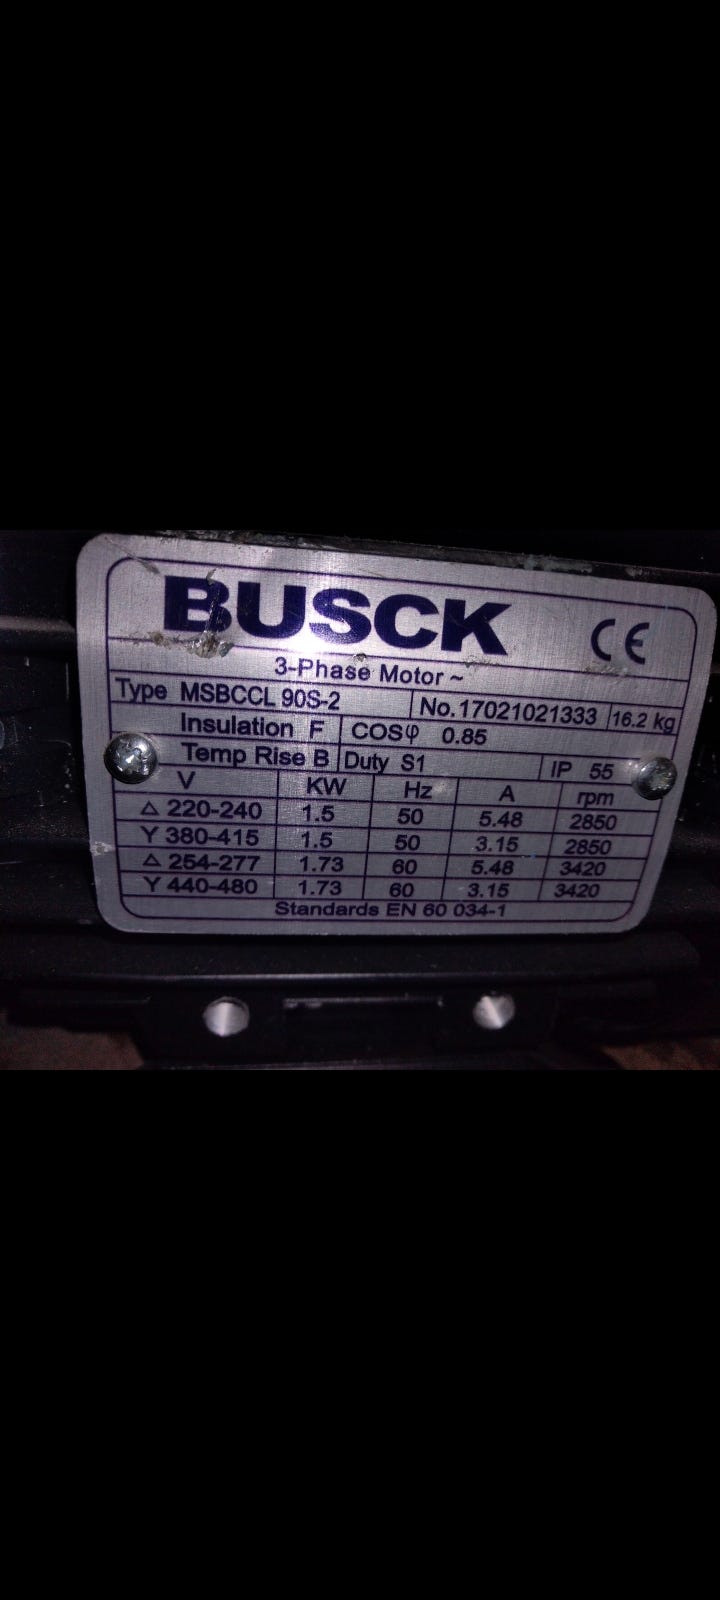 BUSCK CE
3-Phase Motor ~
Type MSBCCL 90S-2 No.17021021333 16.2 kg
Insulation F COSφ 0.85
Temp Rise B Duty S1 IP 55
V KW Hz A rpm
△ 220-240 1.5 50 5.48 2850
Y 380-415 1.5 50 3.15 2850
△ 254-277 1.73 60 5.48 3420
Y 440-480 1.73 60 3.15 3420
Standards EN 60 034-1